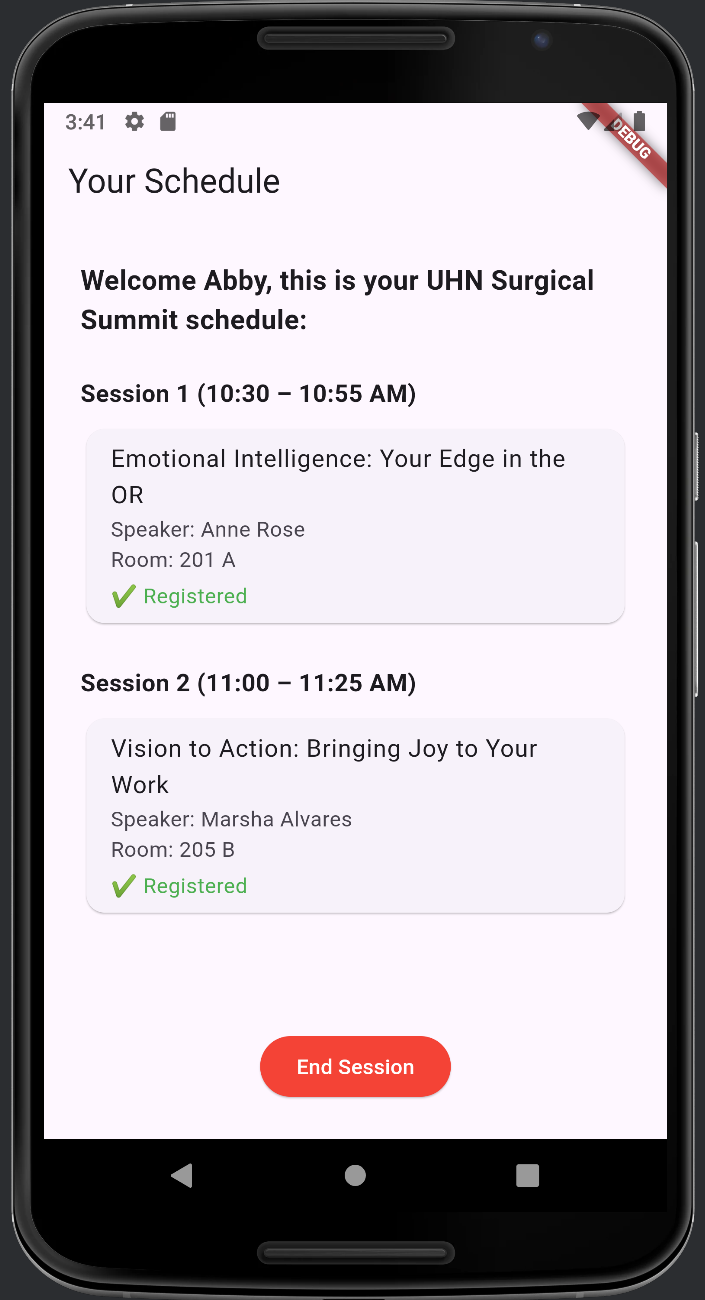 3:41
DEBUG
Your Schedule
Welcome Abby, this is your UHN Surgical
Summit schedule:
Session 1 (10:30 – 10:55 AM)
Emotional Intelligence: Your Edge in the
OR
Speaker: Anne Rose
Room: 201 A
✔ Registered
Session 2 (11:00 – 11:25 AM)
Vision to Action: Bringing Joy to Your
Work
Speaker: Marsha Alvares
Room: 205 B
✔ Registered
End Session